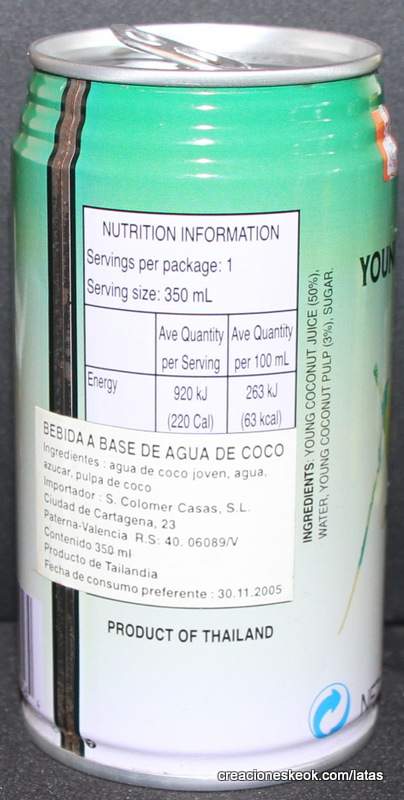 NUTRITION INFORMATION
Servings per package: 1
Serving size: 350 mL
Ave Quantity per Serving
Ave Quantity per 100 mL
Energy
920 kJ (220 Cal)
263 kJ (63 kcal)
BEBIDA A BASE DE AGUA DE COCO
Ingredientes : agua de coco joven, agua,
azucar, pulpa de coco
Importador : S. Colomer Casas, S.L.
Ciudad de Cartagena, 23
Paterna-Valencia R.S: 40. 06089/V
Contenido 350 ml
Producto de Tailandia
Fecha de consumo preferente : 30.11.2005
PRODUCT OF THAILAND
INGREDIENTS: YOUNG COCONUT JUICE (50%),
WATER, YOUNG COCONUT PULP (3%), SUGAR.
creacioneskeok.com/latas